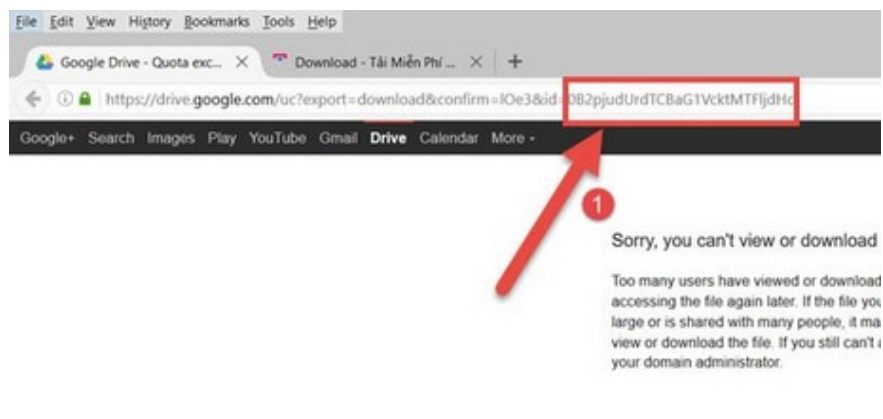 File Edit View History Bookmarks Tools Help
Google Drive - Quota exc... × Download - Tải Miễn Phí ... × +
https://drive.google.com/uc?export=download&confirm=IOe3&id=0B2pjudUrdTCBaG1VcktMTFljdHc
Google+ Search Images Play YouTube Gmail Drive Calendar More
1
Sorry, you can't view or download
Too many users have viewed or download
accessing the file again later. If the file you
large or is shared with many people, it ma
view or download the file. If you still can't a
your domain administrator.